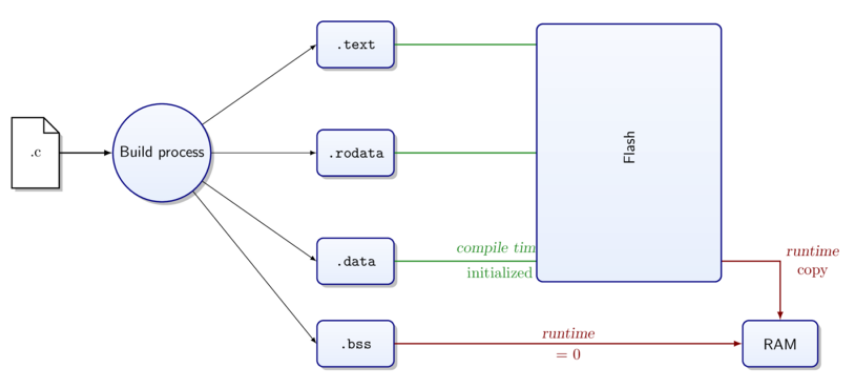 .text
.c
Build process
.rodata
Flash
compile tim
initialized
.data
runtime
copy
.bss
runtime
= 0
RAM